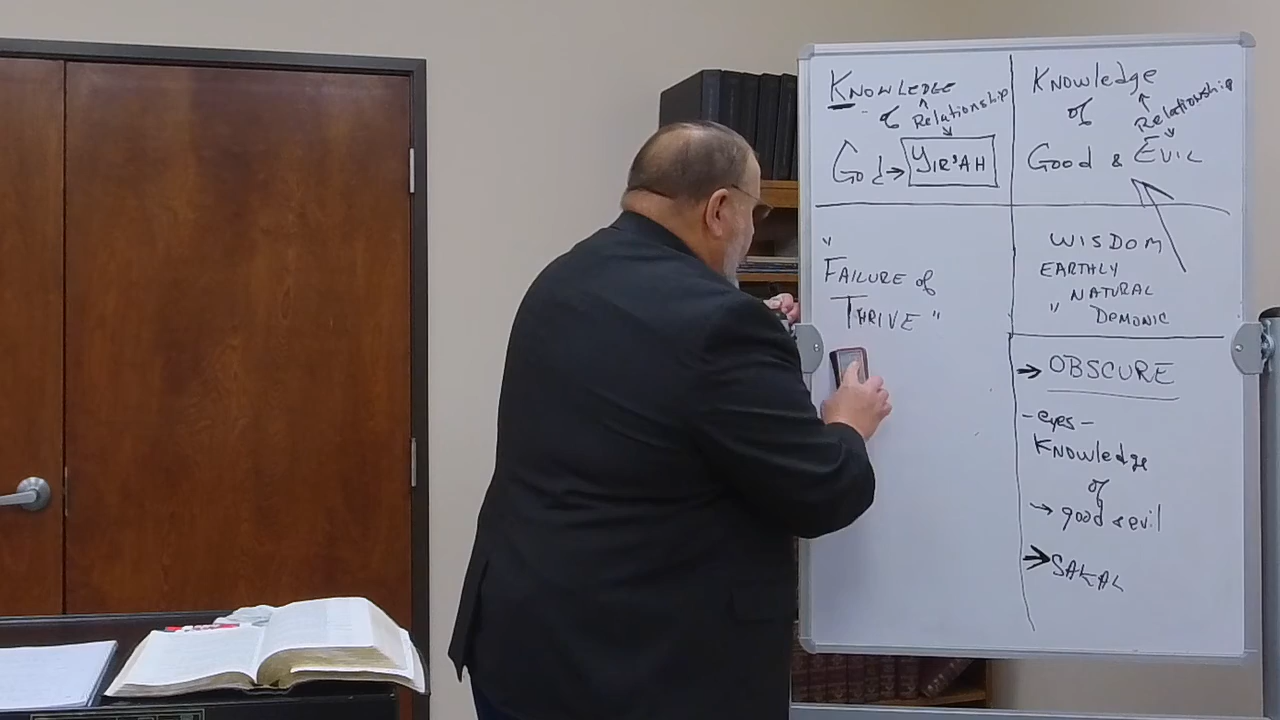 KNOWLEDGE
of Relationship
God → YIR'AH
"
FAILURE of
THRIVE "
Knowledge
of Relationship
Good & EVIL
WISDOM
EARTHLY
NATURAL
" DEMONIC
→ OBSCURE
- eyes -
Knowledge
of
→ good & evil
→ SAKAL